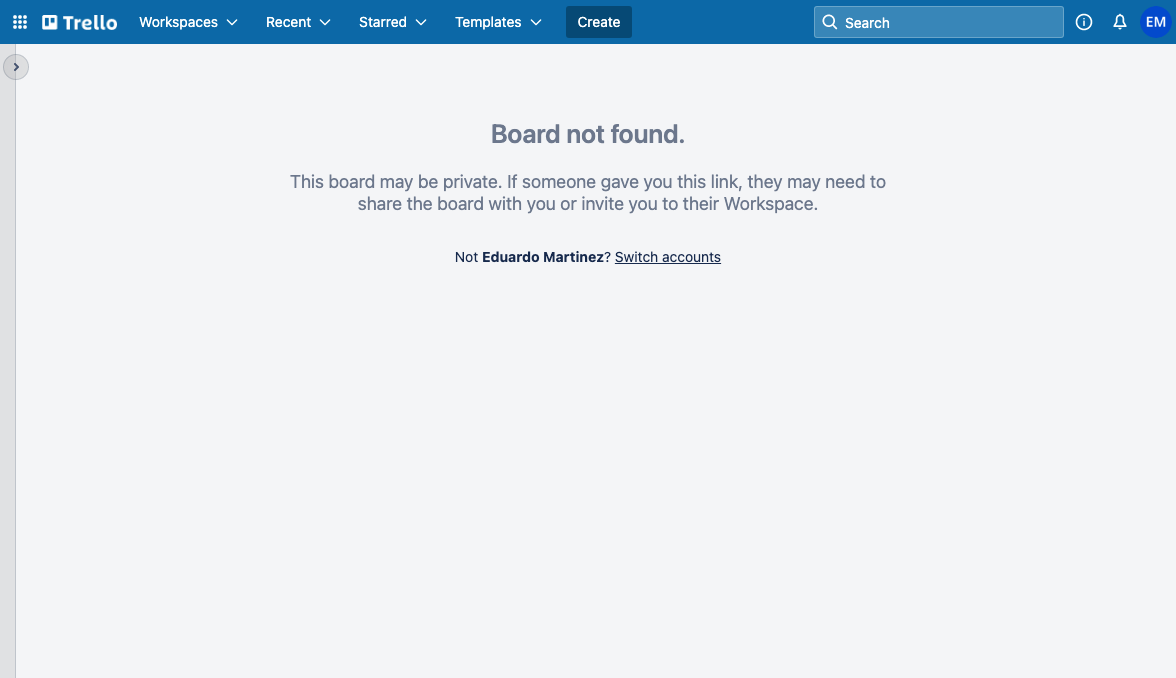 Trello Workspaces Recent Starred Templates Create Search EM
Board not found.
This board may be private. If someone gave you this link, they may need to
share the board with you or invite you to their Workspace.
Not Eduardo Martinez? Switch accounts